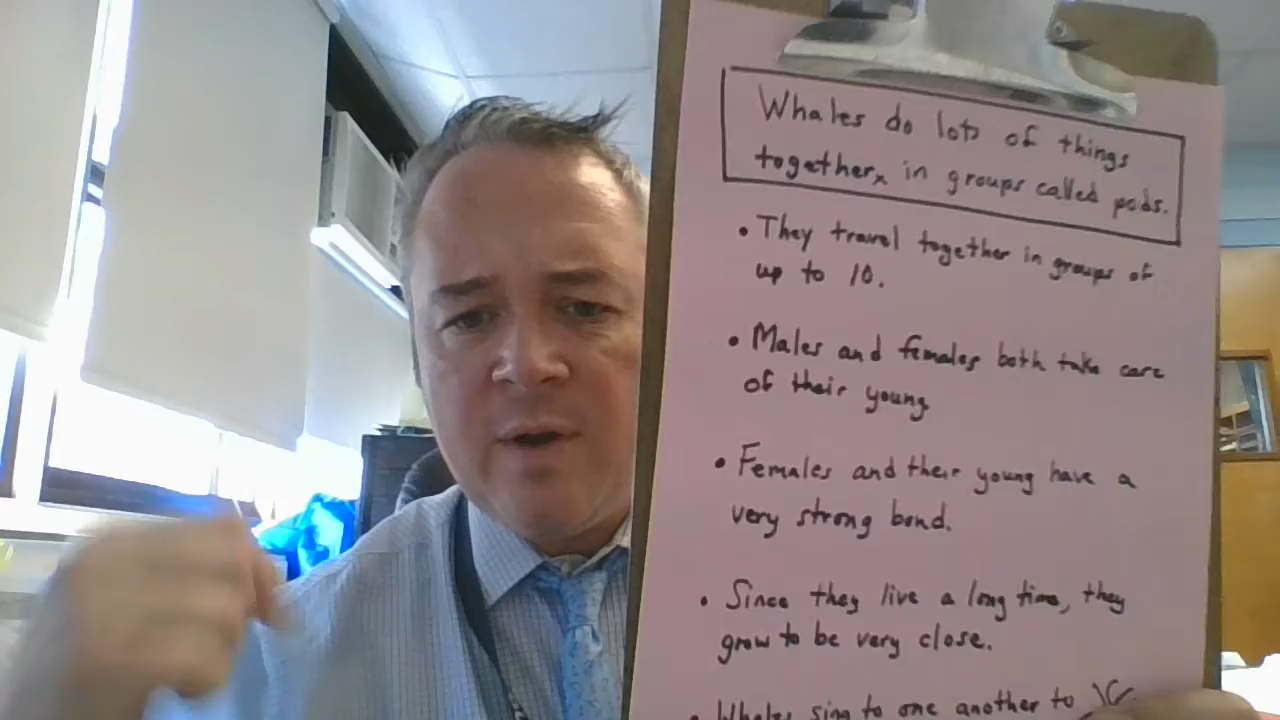 Whales do lots of things
together, in groups called pods.
• They travel together in groups of
up to 10.
• Males and females both take care
of their young.
• Females and their young have a
very strong bond.
• Since they live a long time, they
grow to be very close.
• Whales sing to one another to